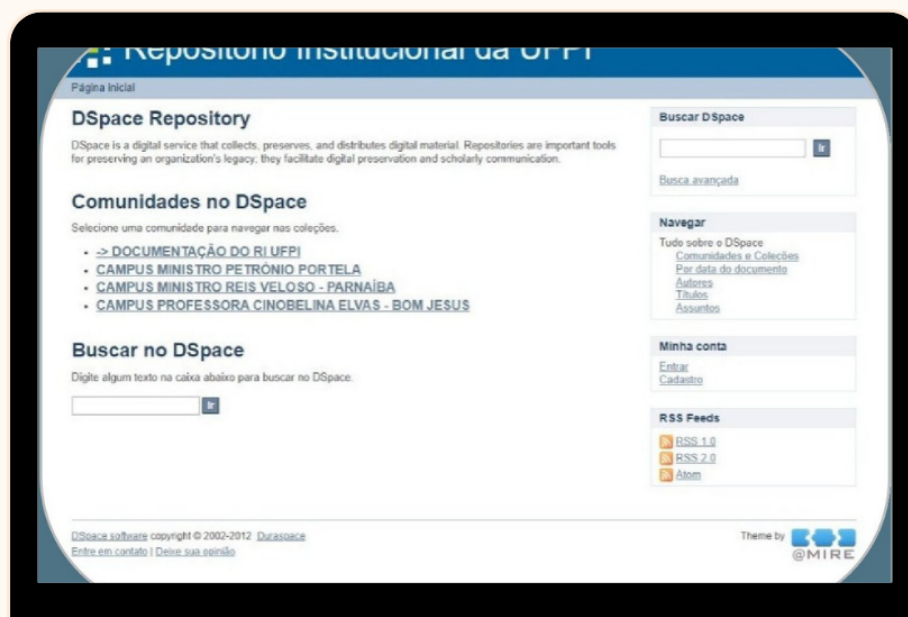 Repositório Institucional da UFPI
Página Inicial
DSpace Repository
DSpace is a digital service that collects, preserves, and distributes digital material. Repositories are important tools
for preserving an organization's legacy; they facilitate digital preservation and scholarly communication.
Comunidades no DSpace
Selecione uma comunidade para navegar nas coleções.
-> DOCUMENTAÇÃO DO RI UFPI
CAMPUS MINISTRO PETRÔNIO PORTELA
CAMPUS MINISTRO REIS VELOSO - PARNAÍBA
CAMPUS PROFESSORA CINOBELINA ELVAS - BOM JESUS
Buscar no DSpace
Digite algum texto na caixa abaixo para buscar no DSpace.
Ir
Buscar DSpace
Ir
Busca avançada
Navegar
Tudo sobre o DSpace
Comunidades e Coleções
Por data do documento
Autores
Títulos
Assuntos
Minha conta
Entrar
Cadastro
RSS Feeds
RSS 1.0
RSS 2.0
Atom
DSpace software copyright © 2002-2012 Duraspace
Entre em contato | Deixe sua opinião
Theme by
@MIRE